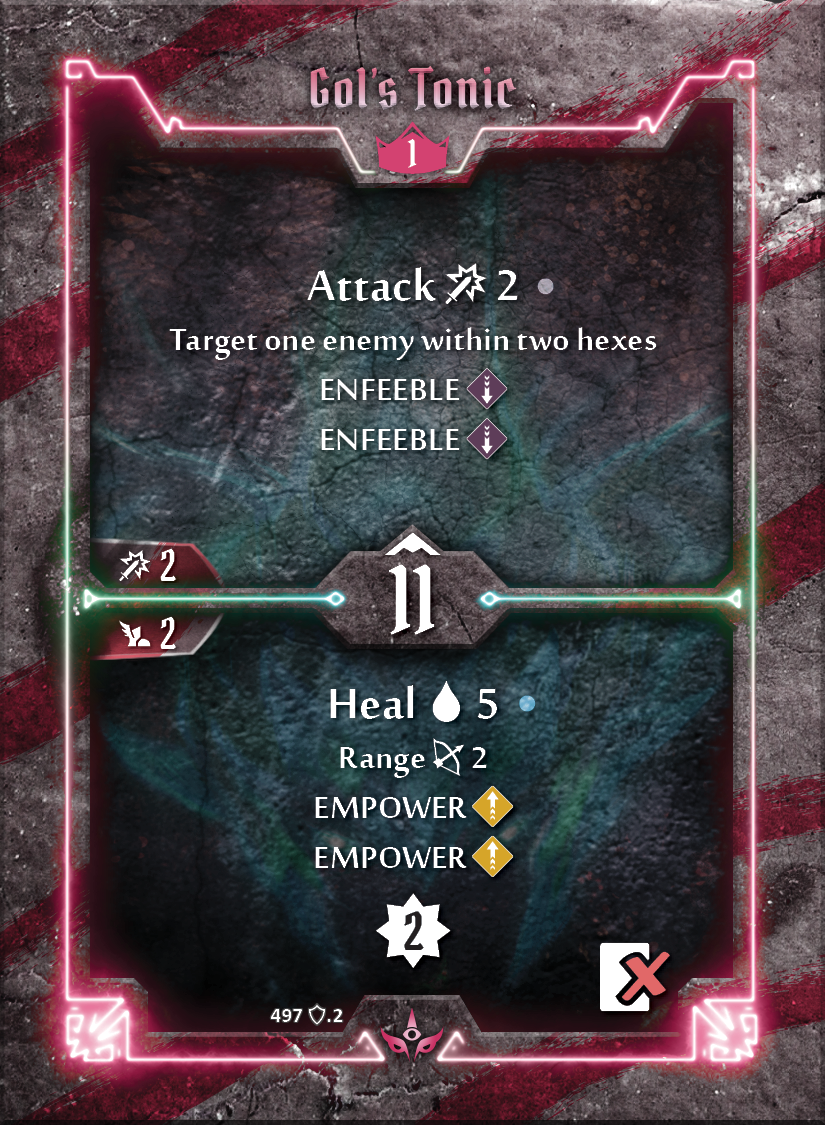 Gol's Tonic
1
Attack 2
Target one enemy within two hexes
ENFEEBLE
ENFEEBLE
2
11
2
Heal 5
Range 2
EMPOWER
EMPOWER
2
497 .2